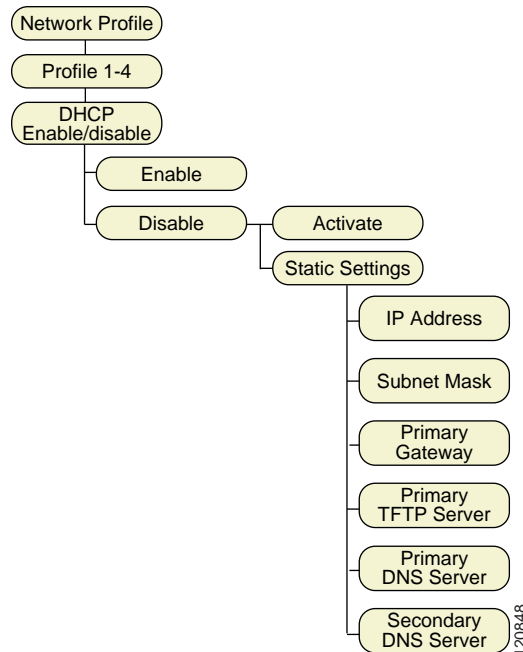 Network Profile
Profile 1-4
DHCP
Enable/disable
Enable
Disable
Activate
Static Settings
IP Address
Subnet Mask
Primary
Gateway
Primary
TFTP Server
Primary
DNS Server
Secondary
DNS Server
120848